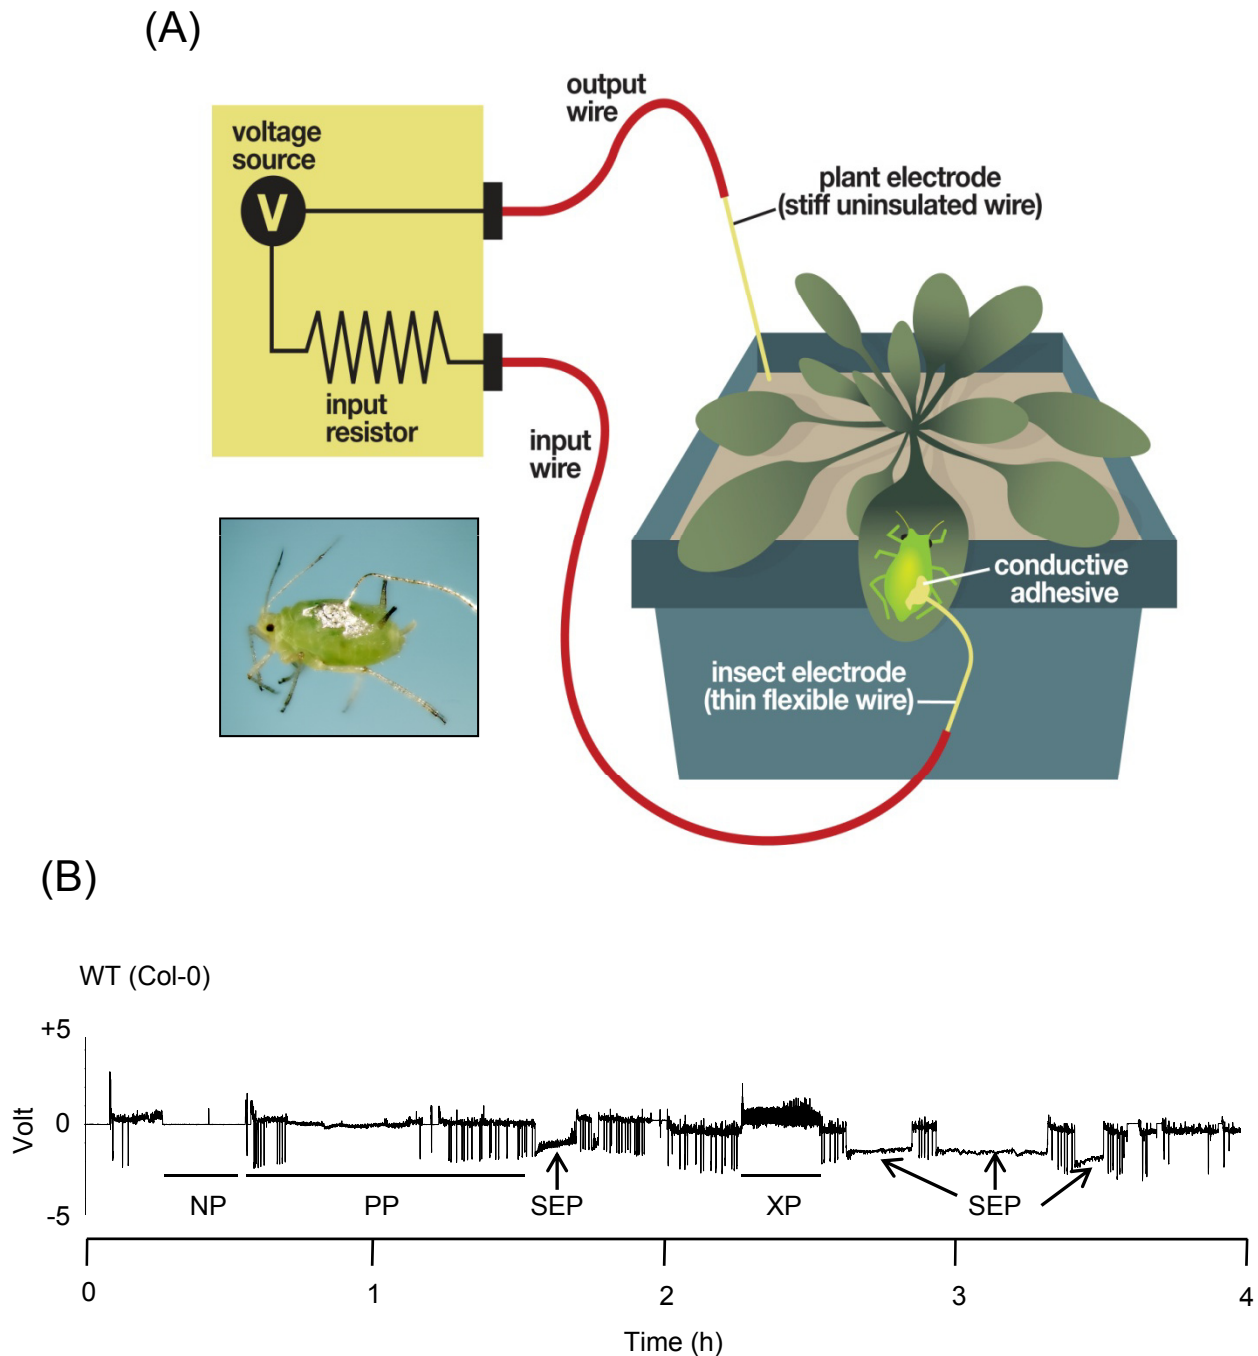 (A)
output
wire
voltage
source
V
plant electrode
(stiff uninsulated wire)
input
resistor
input
wire
conductive
adhesive
insect electrode
(thin flexible wire)
(B)
WT (Col-0)
+5
0
-5
Volt
NP
PP
SEP
XP
SEP
0
1
2
3
4
Time (h)